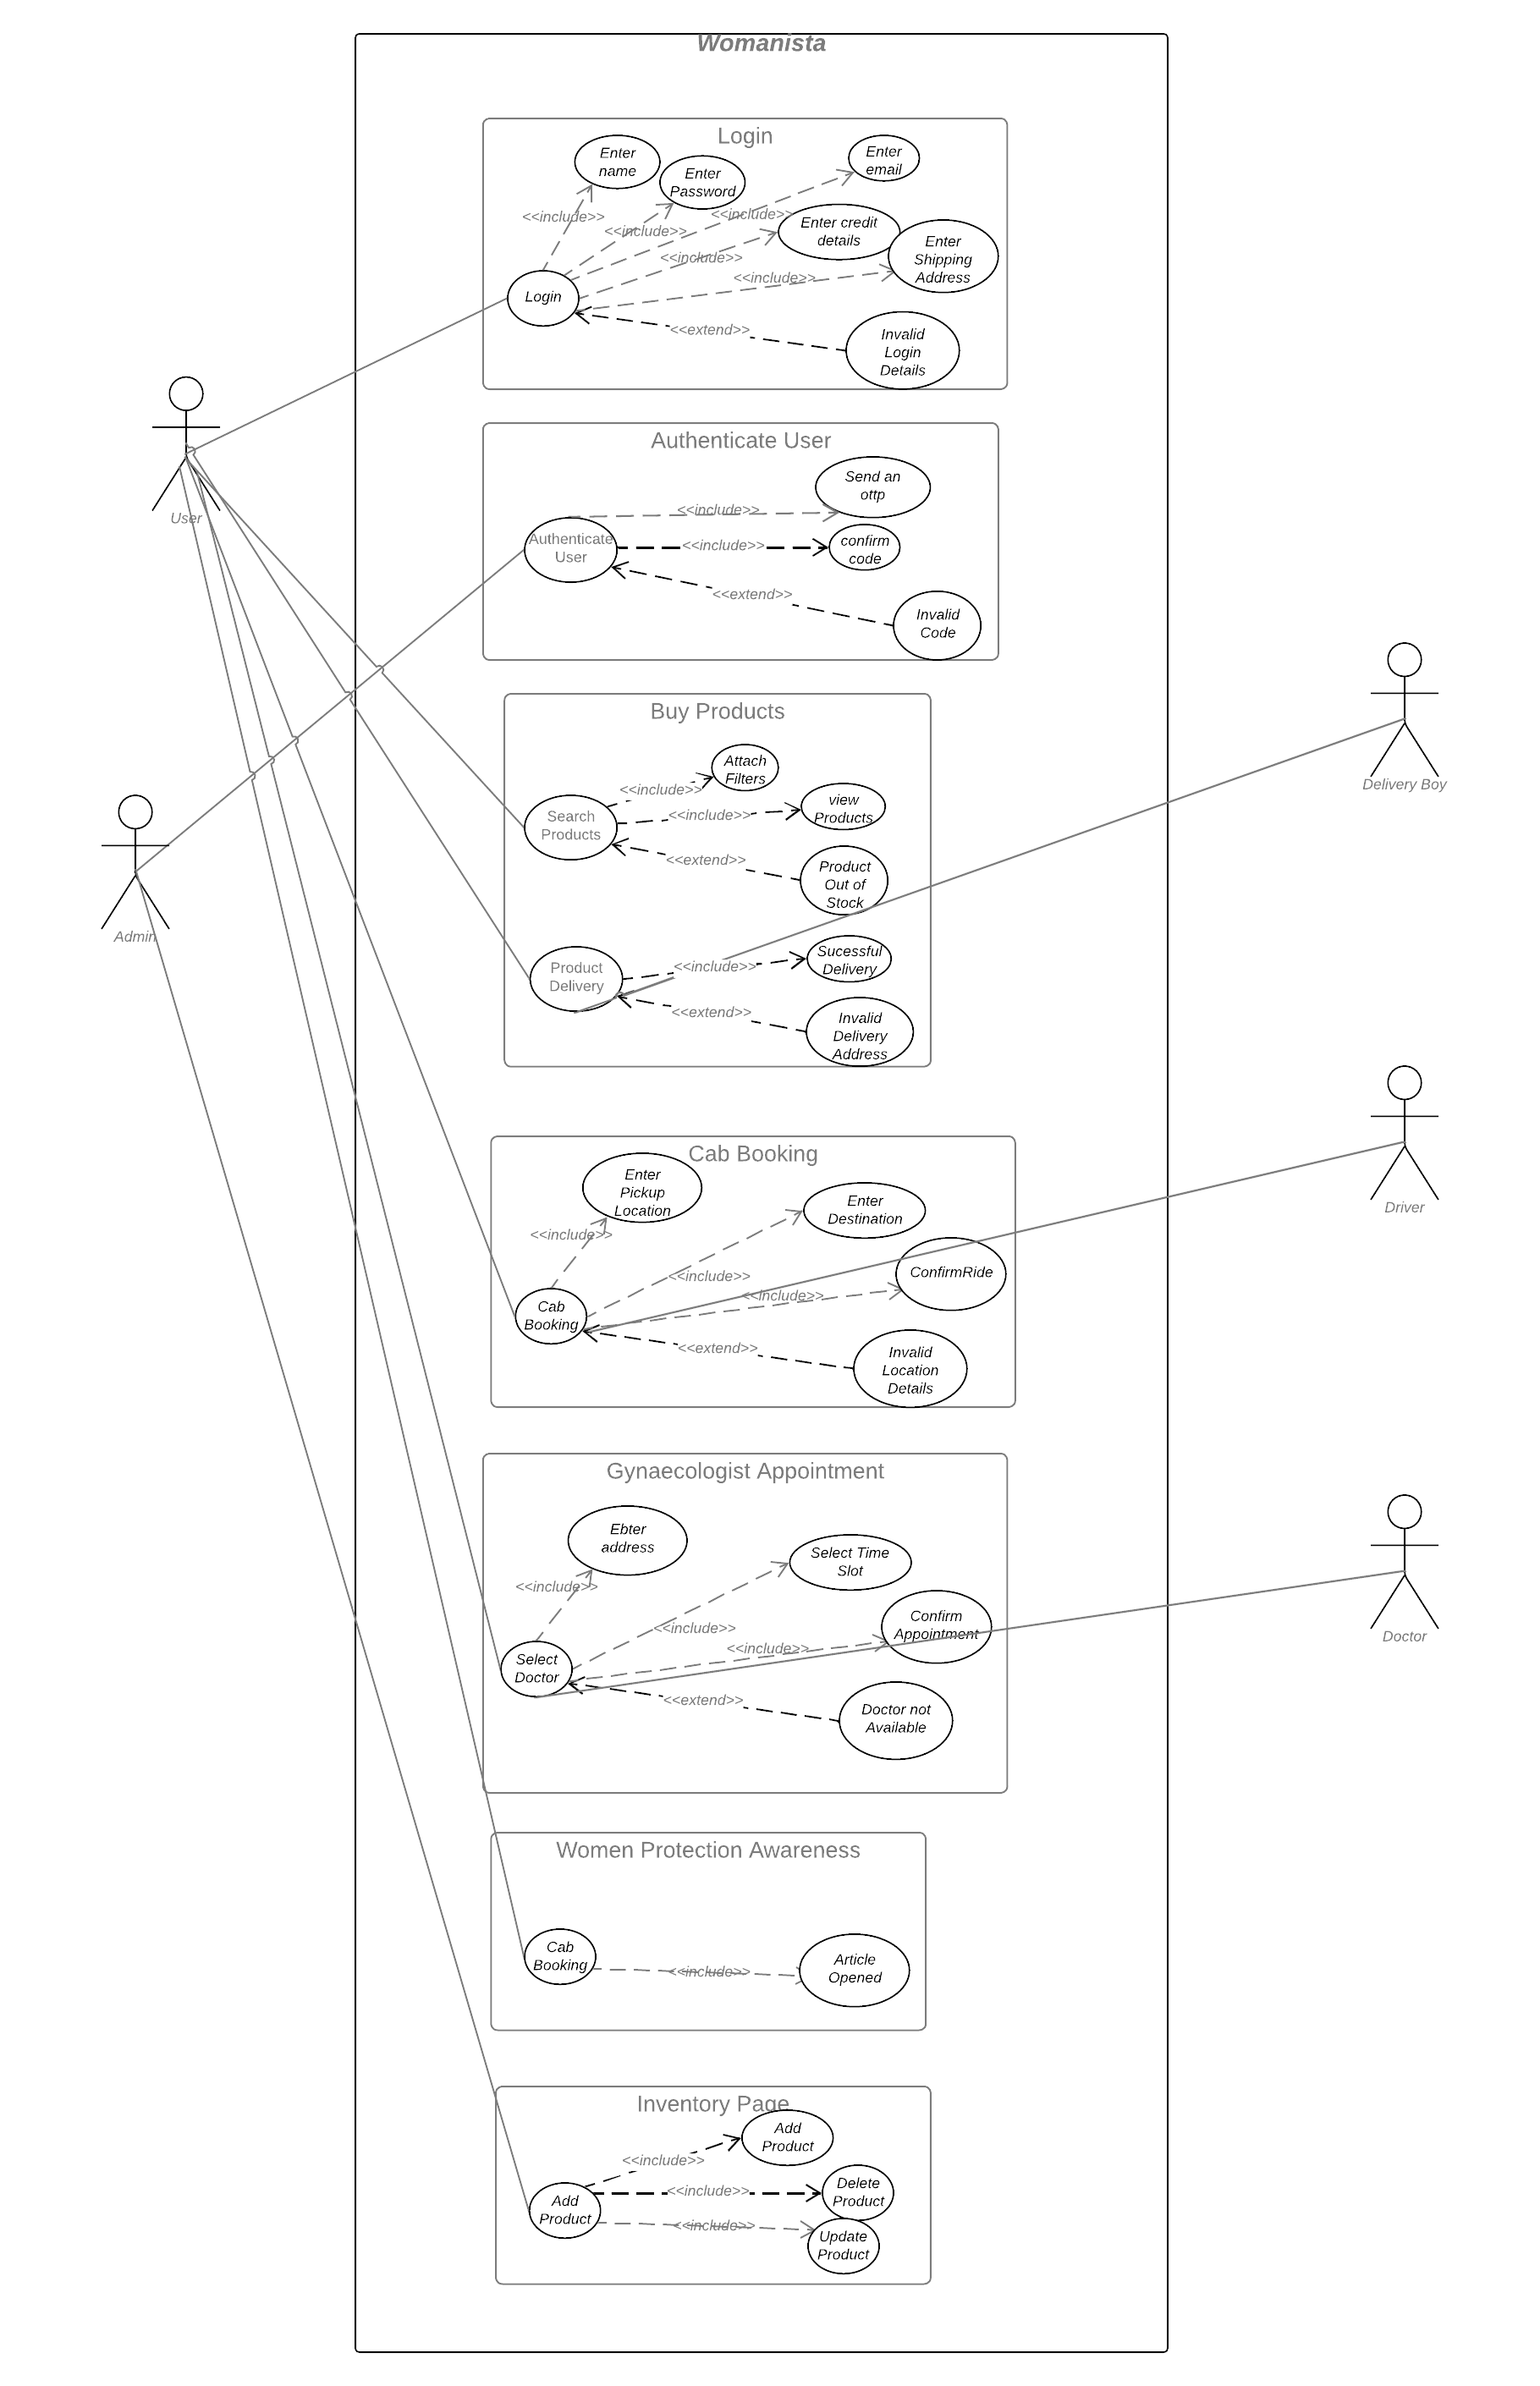 Womanista
Login
Enter
name
Enter
Password
Enter
email
<<include>>
<<include>>
<<include>>
Enter credit
details
Enter
Shipping
Address
<<include>>
<<include>>
Login
<<extend>>
Invalid
Login
Details
User
Authenticate User
Send an
ottp
<<include>>
Authenticate
User
<<include>>
confirm
code
<<extend>>
Invalid
Code
Buy Products
Attach
Filters
<<include>>
view
Products
<<include>>
Search
Products
<<extend>>
Product
Out of
Stock
Delivery Boy
Admin
Product
Delivery
<<include>>
Sucessful
Delivery
<<extend>>
Invalid
Delivery
Address
Cab Booking
Enter
Pickup
Location
Enter
Destination
<<include>>
<<include>>
ConfirmRide
<<include>>
Cab
Booking
<<extend>>
Invalid
Location
Details
Driver
Gynaecologist Appointment
Ebter
address
Select Time
Slot
<<include>>
<<include>>
Confirm
Appointment
<<include>>
Select
Doctor
<<extend>>
Doctor not
Available
Doctor
Women Protection Awareness
Cab
Booking
<<include>>
Article
Opened
Inventory Page
Add
Product
<<include>>
<<include>>
Delete
Product
Add
Product
<<include>>
Update
Product